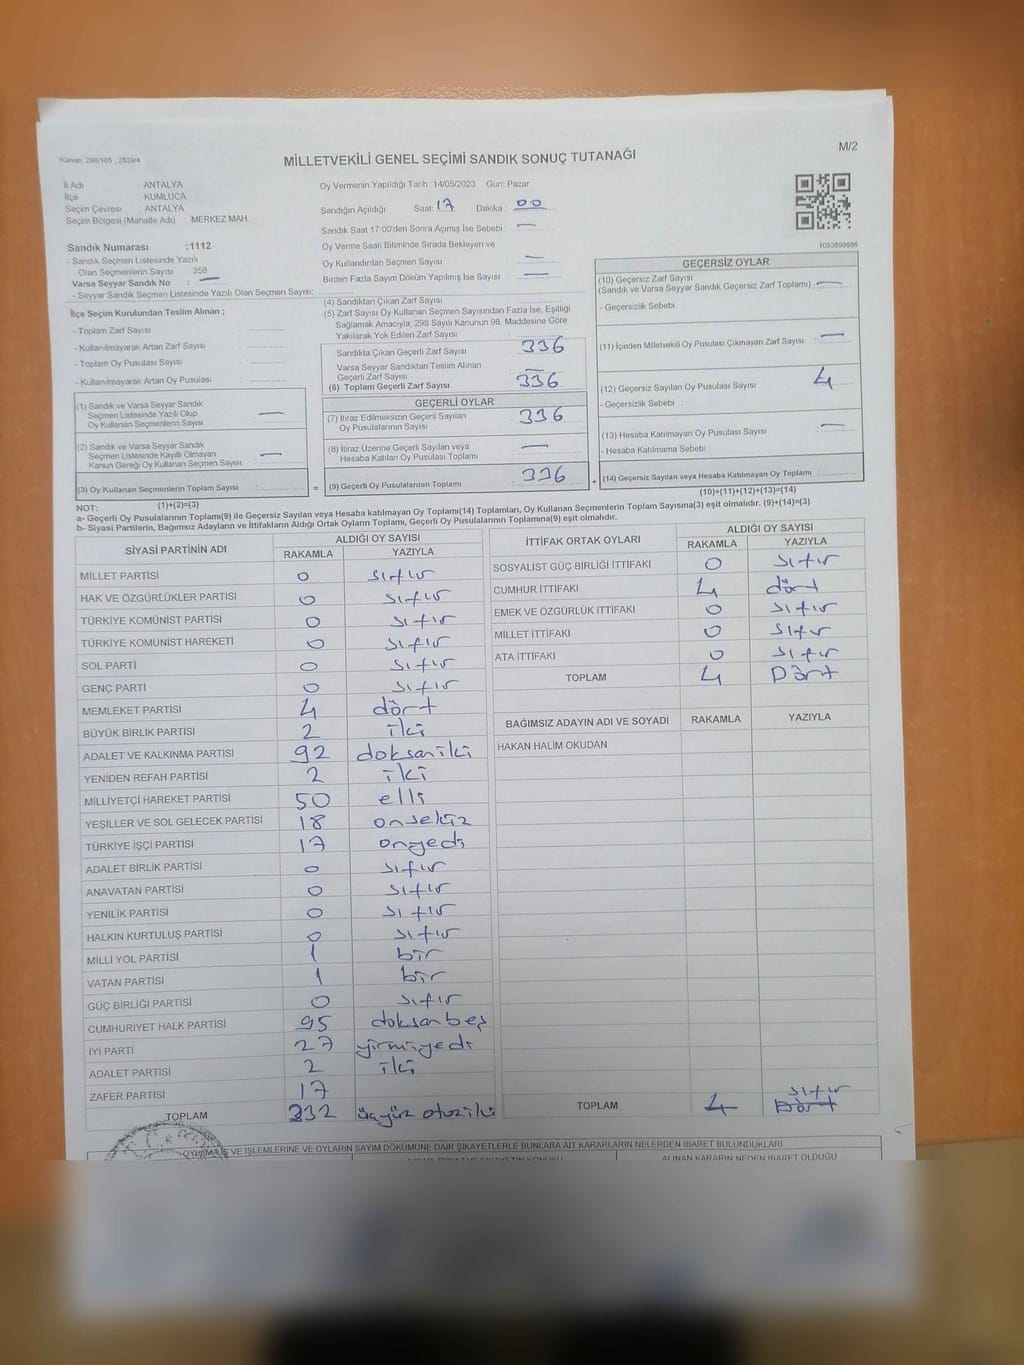 Kanun, 298/105 , 2839/4
MİLLETVEKİLİ GENEL SEÇİMİ SANDIK SONUÇ TUTANAĞI
M/2
İl Adı ANTALYA
İlçe KUMLUCA
Seçim Çevresi ANTALYA
Seçim Bölgesi (Mahalle Adı) MERKEZ MAH.
Sandık Numarası :1112
- Sandık Seçmen Listesinde Yazılı
Olan Seçmenlerin Sayısı 358
Varsa Seyyar Sandık No : —
- Seyyar Sandık Seçmen Listesinde Yazılı Olan Seçmen Sayısı:
Oy Vermenin Yapıldığı Tarih :14/05/2023 Gün: Pazar
Sandığın Açıldığı Saat: 17 Dakika : 00
Sandık Saat 17:00'den Sonra Açımış İse Sebebi : —
Oy Verme Saati Bitiminde Sırada Bekleyen ve
Oy Kullandırılan Seçmen Sayısı : —
Birden Fazla Sayım Döküm Yapılmış İse Sayısı : —
1083699986
İlçe Seçim Kurulundan Teslim Alınan ;
- Toplam Zarf Sayısı :
- Kullanılmayarak Artan Zarf Sayısı :
- Toplam Oy Pusulası Sayısı :
- Kullanılmayarak Artan Oy Pusulası :
(1) Sandık ve Varsa Seyyar Sandık
Seçmen Listesinde Yazılı Olup
Oy Kullanan Seçmenlerin Sayısı : —
(2) Sandık ve Varsa Seyyar Sandık
Seçmen Listesinde Kayıtlı Olmayan
Kanun Gereği Oy Kullanan Seçmen Sayısı : —
(3) Oy Kullanan Seçmenlerin Toplam Sayısı :
(1)+(2)=(3)
(4) Sandıktan Çıkan Zarf Sayısı :
(5) Zarf Sayısı Oy Kullanan Seçmen Sayısından Fazla İse, Eşitliği
Sağlamak Amacıyla; 298 Sayılı Kanunun 98. Maddesine Göre
Yakılarak Yok Edilen Zarf Sayısı :
Sandıkta Çıkan Geçerli Zarf Sayısı : 336
Varsa Seyyar Sandıktan Teslim Alınan
Geçerli Zarf Sayısı : —
(6) Toplam Geçerli Zarf Sayısı : 336
GEÇERLİ OYLAR
(7) İtiraz Edilmeksizin Geçerli Sayılan
Oy Pusulalarının Sayısı : 336
(8) İtiraz Üzerine Geçerli Sayılan veya
Hesaba Katılan Oy Pusulası Toplamı : —
= (9) Geçerli Oy Pusulalarının Toplamı : 336 +
GEÇERSİZ OYLAR
(10) Geçersiz Zarf Sayısı
(Sandık ve Varsa Seyyar Sandık Geçersiz Zarf Toplamı) : —
- Geçersizlik Sebebi :
(11) İçinden Milletvekili Oy Pusulası Çıkmayan Zarf Sayısı : —
(12) Geçersiz Sayılan Oy Pusulası Sayısı : 4
- Geçersizlik Sebebi :
(13) Hesaba Katılmayan Oy Pusulası Sayısı : —
- Hesaba Katılmama Sebebi :
(14) Geçersiz Sayılan veya Hesaba Katılmayan Oy Toplamı :
(10)+(11)+(12)+(13)=(14)
NOT:
a- Geçerli Oy Pusulalarının Toplamı(9) ile Geçersiz Sayılan veya Hesaba katılmayan Oy Toplamı(14) Toplamları, Oy Kullanan Seçmenlerin Toplam Sayısına(3) eşit olmalıdır. (9)+(14)=(3)
b- Siyasi Partilerin, Bağımsız Adayların ve İttifakların Aldığı Ortak Oyların Toplamı, Geçerli Oy Pusulalarının Toplamına(9) eşit olmalıdır.
SİYASİ PARTİNİN ADI ALDIĞI OY SAYISI
RAKAMLA YAZIYLA
MİLLET PARTİSİ 0 sıfır
HAK VE ÖZGÜRLÜKLER PARTİSİ 0 sıfır
TÜRKİYE KOMÜNİST PARTİSİ 0 sıfır
TÜRKİYE KOMÜNİST HAREKETİ 0 sıfır
SOL PARTİ 0 sıfır
GENÇ PARTİ 0 sıfır
MEMLEKET PARTİSİ 4 dört
BÜYÜK BİRLİK PARTİSİ 2 iki
ADALET VE KALKINMA PARTİSİ 92 doksaniki
YENİDEN REFAH PARTİSİ 2 iki
MİLLİYETÇİ HAREKET PARTİSİ 50 elli
YEŞİLLER VE SOL GELECEK PARTİSİ 18 onsekiz
TÜRKİYE İŞÇİ PARTİSİ 17 onyedi
ADALET BİRLİK PARTİSİ 0 sıfır
ANAVATAN PARTİSİ 0 sıfır
YENİLİK PARTİSİ 0 sıfır
HALKIN KURTULUŞ PARTİSİ 0 sıfır
MİLLİ YOL PARTİSİ 1 bir
VATAN PARTİSİ 1 bir
GÜÇ BİRLİĞİ PARTİSİ 0 sıfır
CUMHURİYET HALK PARTİSİ 95 doksanbeş
İYİ PARTİ 27 yirmiyedi
ADALET PARTİSİ 2 iki
ZAFER PARTİSİ 17
TOPLAM 332 üçyüz otuziki
İTTİFAK ORTAK OYLARI ALDIĞI OY SAYISI
RAKAMLA YAZIYLA
SOSYALİST GÜÇ BİRLİĞİ İTTİFAKI 0 sıfır
CUMHUR İTTİFAKI 4 dört
EMEK VE ÖZGÜRLÜK İTTİFAKI 0 sıfır
MİLLET İTTİFAKI 0 sıfır
ATA İTTİFAKI 0 sıfır
TOPLAM 4 Dört
BAĞIMSIZ ADAYIN ADI VE SOYADI RAKAMLA YAZIYLA
HAKAN HALİM OKUDAN
TOPLAM 4 sıfır
Dört
OYLAMA İŞ VE İŞLEMLERİNE VE OYLARIN SAYIM DÖKÜMÜNE DAİR ŞİKAYETLERLE BUNLARA AİT KARARLARIN NELERDEN İBARET BULUNDUKLARI
ALINAN KARARIN NEDEN İBARET OLDUĞU